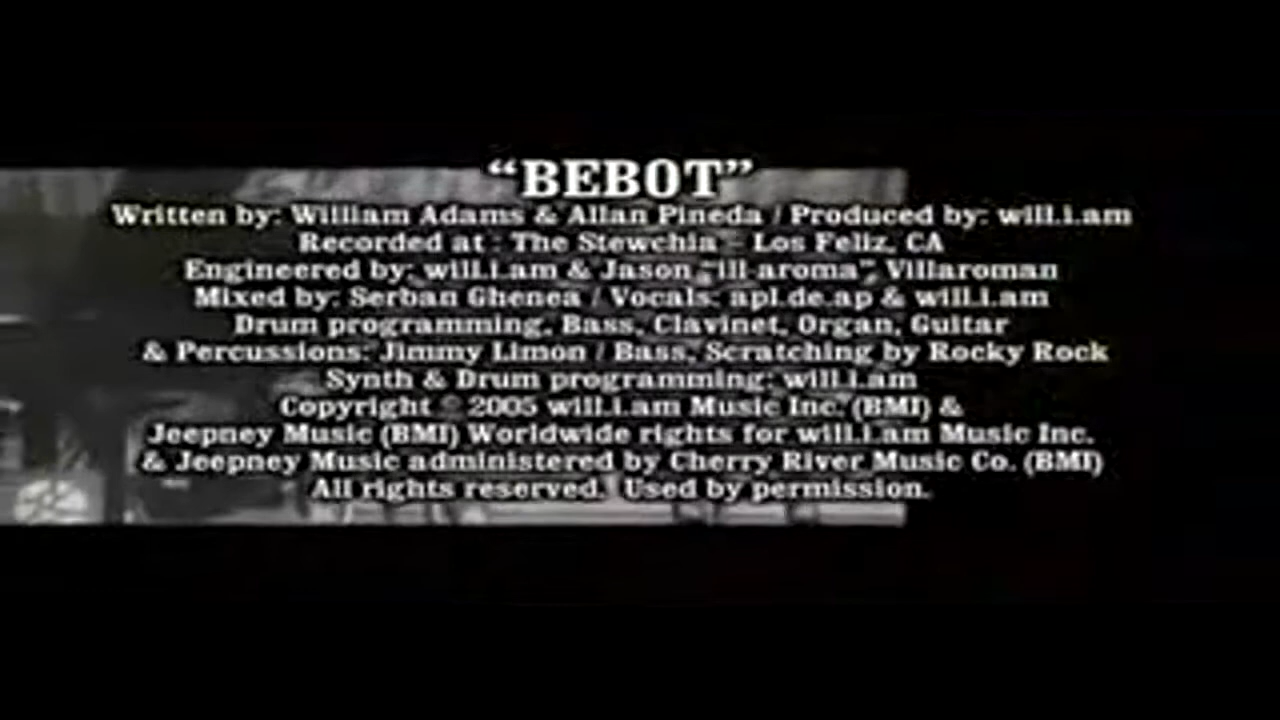 “BEBOT”
Written by: William Adams & Allan Pineda / Produced by: will.i.am
Recorded at : The Stewchia – Los Feliz, CA
Engineered by: will.i.am & Jason "ill-aroma" Villaroman
Mixed by: Serban Ghenea / Vocals: apl.de.ap & will.i.am
Drum programming, Bass, Clavinet, Organ, Guitar
& Percussions: Jimmy Limon / Bass, Scratching by Rocky Rock
Synth & Drum programming: will.i.am
Copyright © 2005 will.i.am Music Inc. (BMI) &
Jeepney Music (BMI) Worldwide rights for will.i.am Music Inc.
& Jeepney Music administered by Cherry River Music Co. (BMI)
All rights reserved. Used by permission.